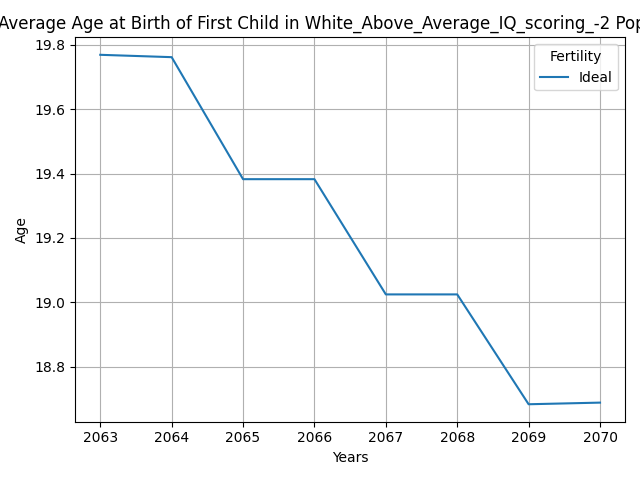 Average Age at Birth of First Child in White_Above_Average_IQ_scoring_-2 Pop
Fertility
Ideal
19.8
19.6
19.4
19.2
19.0
18.8
Age
2063 2064 2065 2066 2067 2068 2069 2070
Years